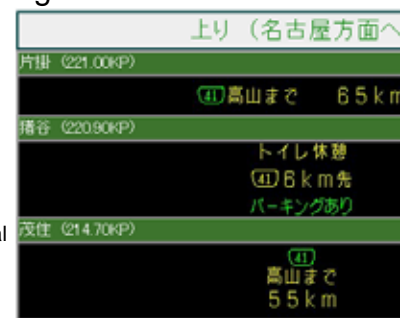 上り (名古屋方面へ
片掛 (221.00KP)
41 高山まで 65km
猪谷 (220.90KP)
トイレ休憩
41 6km先
パーキングあり
茂住 (214.70KP)
41
高山まで
55km